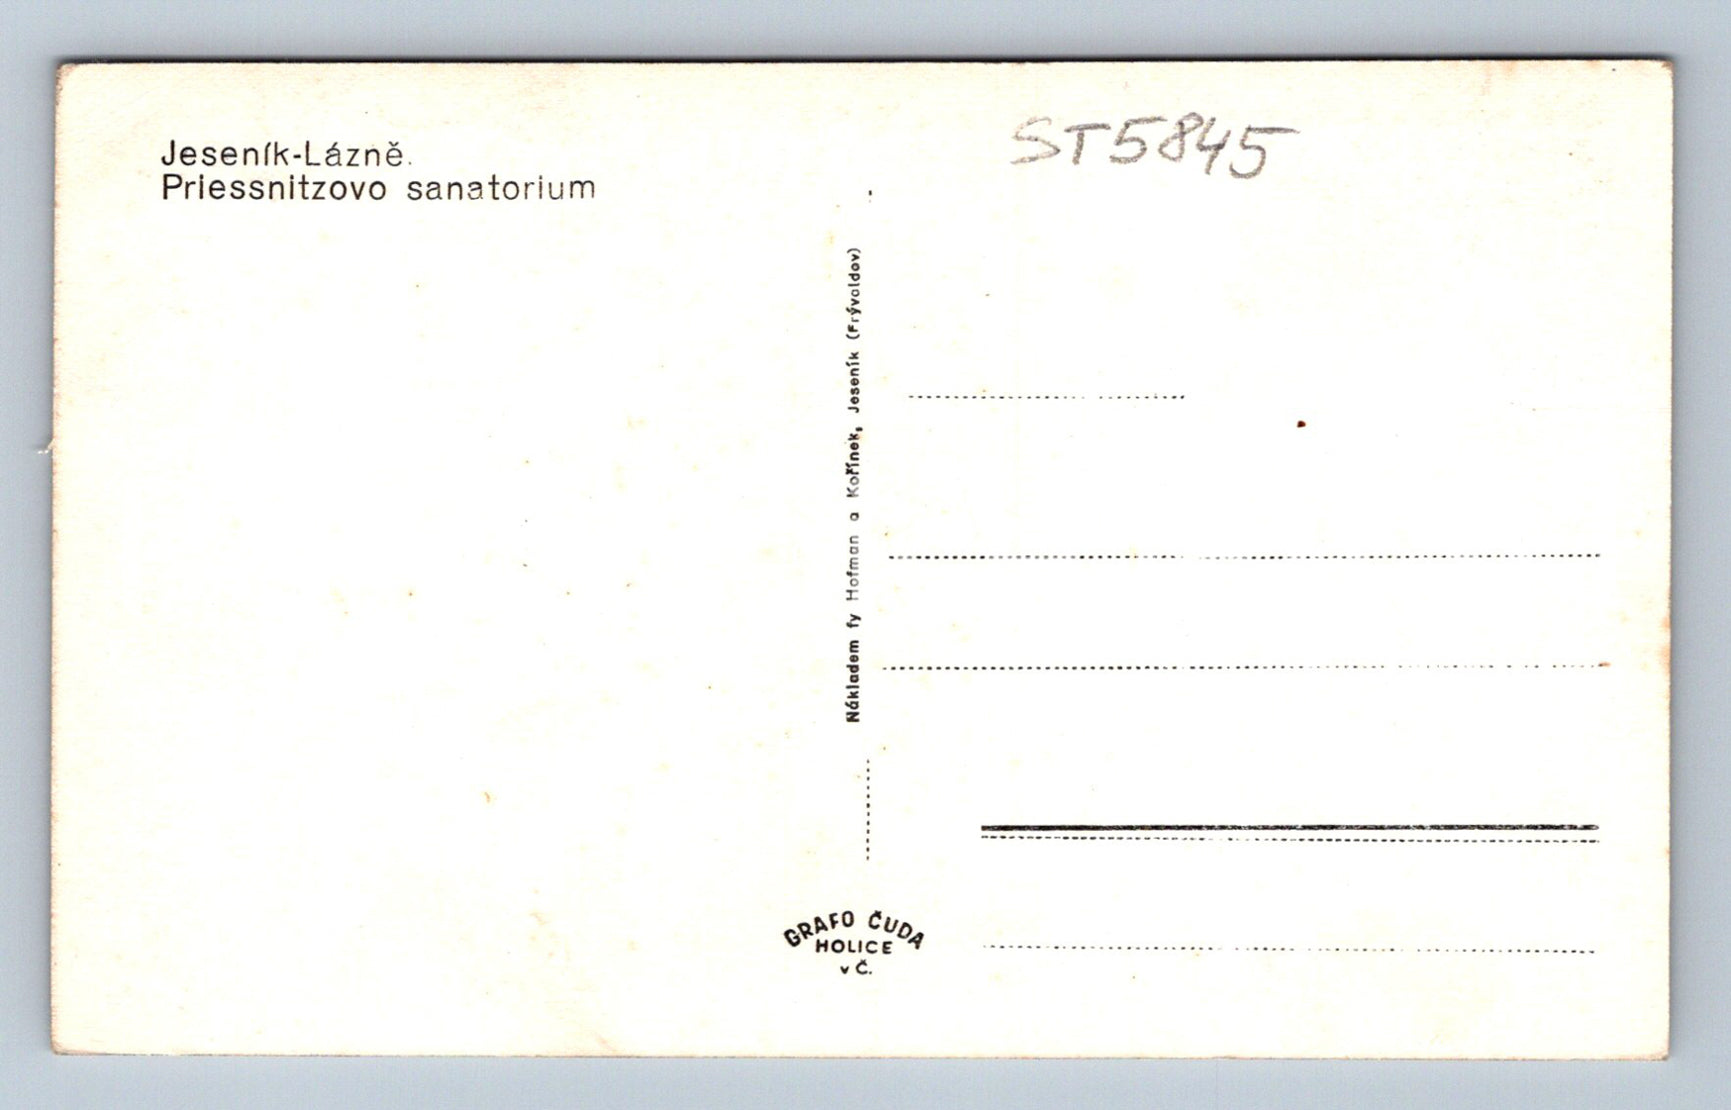 Jeseník-Lázně.
Priessnitzovo sanatorium
ST5845
Nákladem fy Hofman a Kořínek, Jeseník (Frývaldov)
GRAFO ČUDA
HOLICE
v Č.